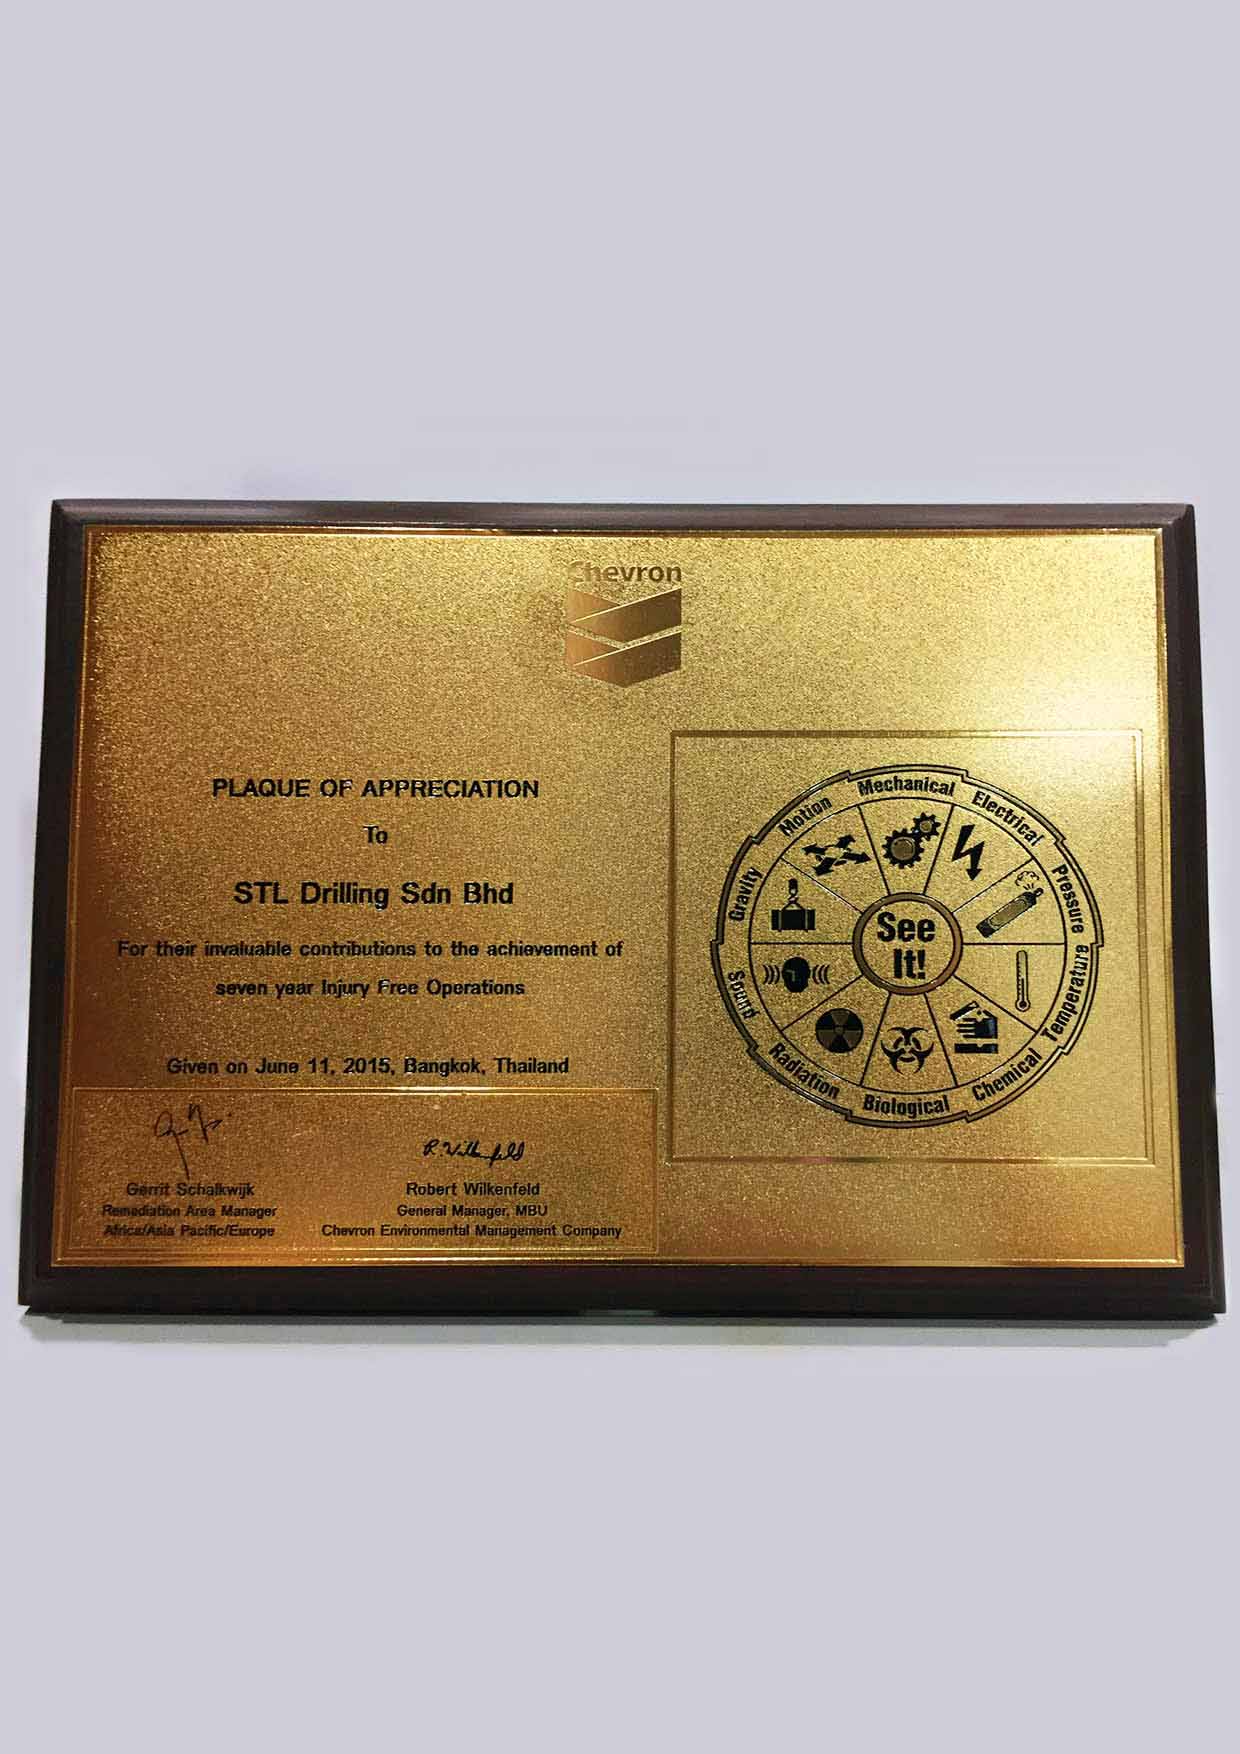 Chevron
PLAQUE OF APPRECIATION
To
STL Drilling Sdn Bhd
For their invaluable contributions to the achievement of
seven year Injury Free Operations
Given on June 11, 2015, Bangkok, Thailand
R. Wilkenfeld
Gerrit Schalkwijk
Remediation Area Manager
Africa/Asia Pacific/Europe
Robert Wilkenfeld
General Manager, MBU
Chevron Environmental Management Company
See
It!
Mechanical
Electrical
Pressure
Temperature
Chemical
Biological
Radiation
Sound
Gravity
Motion